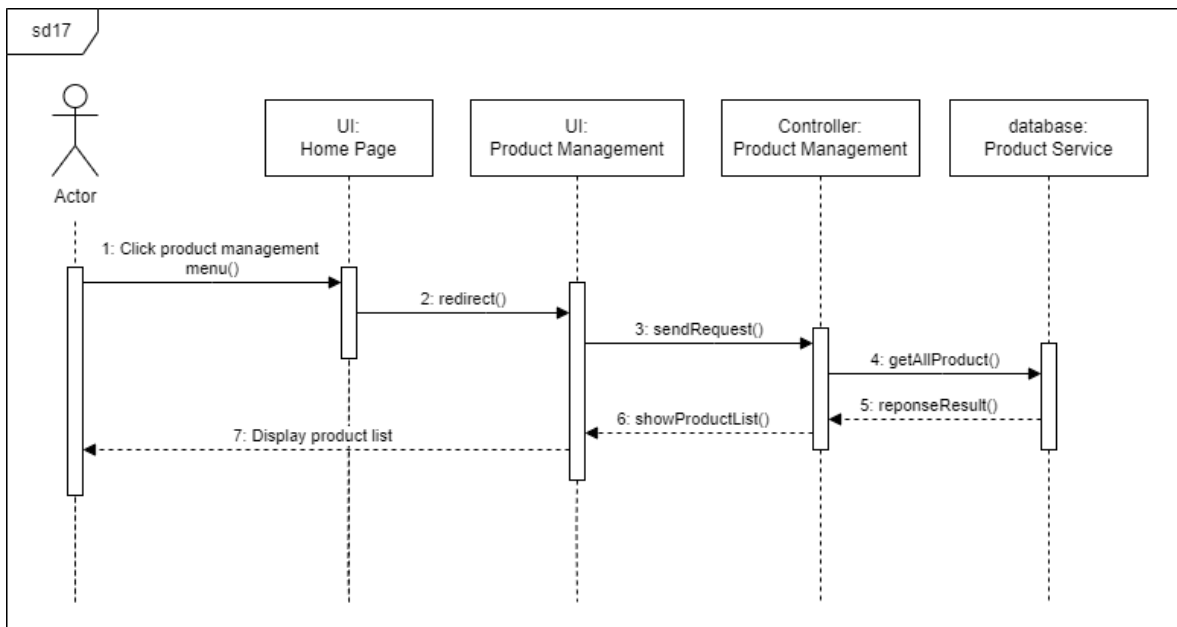 sd17
UI:
Home Page
UI:
Product Management
Controller:
Product Management
database:
Product Service
Actor
1: Click product management
menu()
2: redirect()
3: sendRequest()
4: getAllProduct()
5: reponseResult()
6: showProductList()
7: Display product list